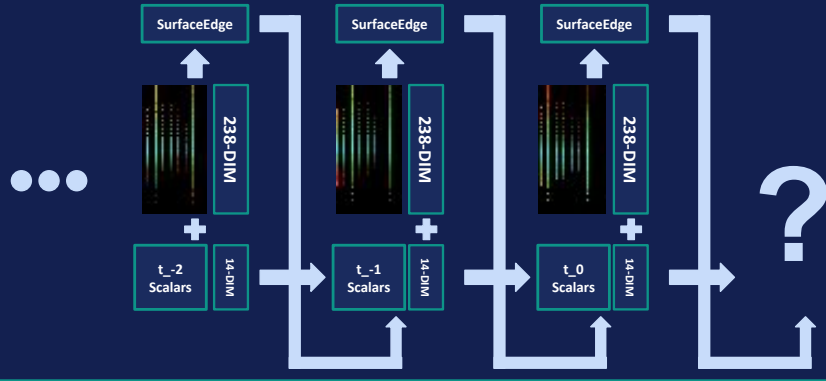 SurfaceEdge
SurfaceEdge
SurfaceEdge
238-DIM
238-DIM
238-DIM
?
t_-2
Scalars
14-DIM
t_-1
Scalars
14-DIM
t_0
Scalars
14-DIM